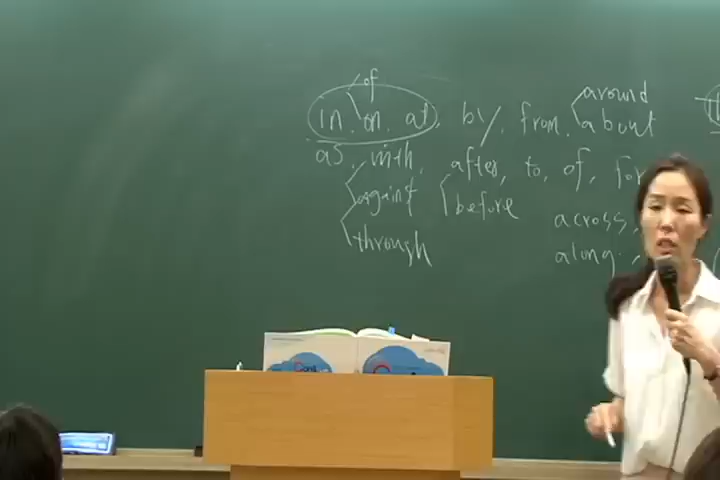 of
in on at, by, from, around
about
as, with, after, to, of, for
against before
through
across,
along,